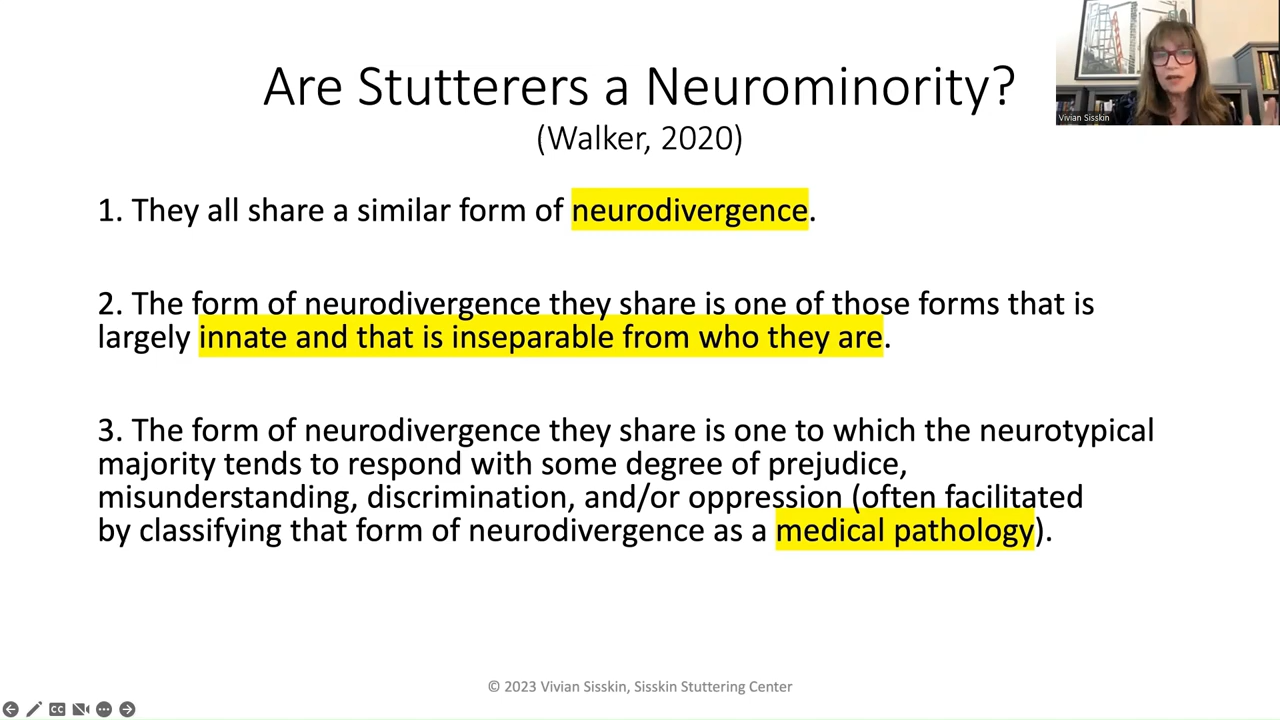 Are Stutterers a Neurominority?
(Walker, 2020)
Vivian Sisskin
1. They all share a similar form of neurodivergence.
2. The form of neurodivergence they share is one of those forms that is
largely innate and that is inseparable from who they are.
3. The form of neurodivergence they share is one to which the neurotypical
majority tends to respond with some degree of prejudice,
misunderstanding, discrimination, and/or oppression (often facilitated
by classifying that form of neurodivergence as a medical pathology).
© 2023 Vivian Sisskin, Sisskin Stuttering Center
CC